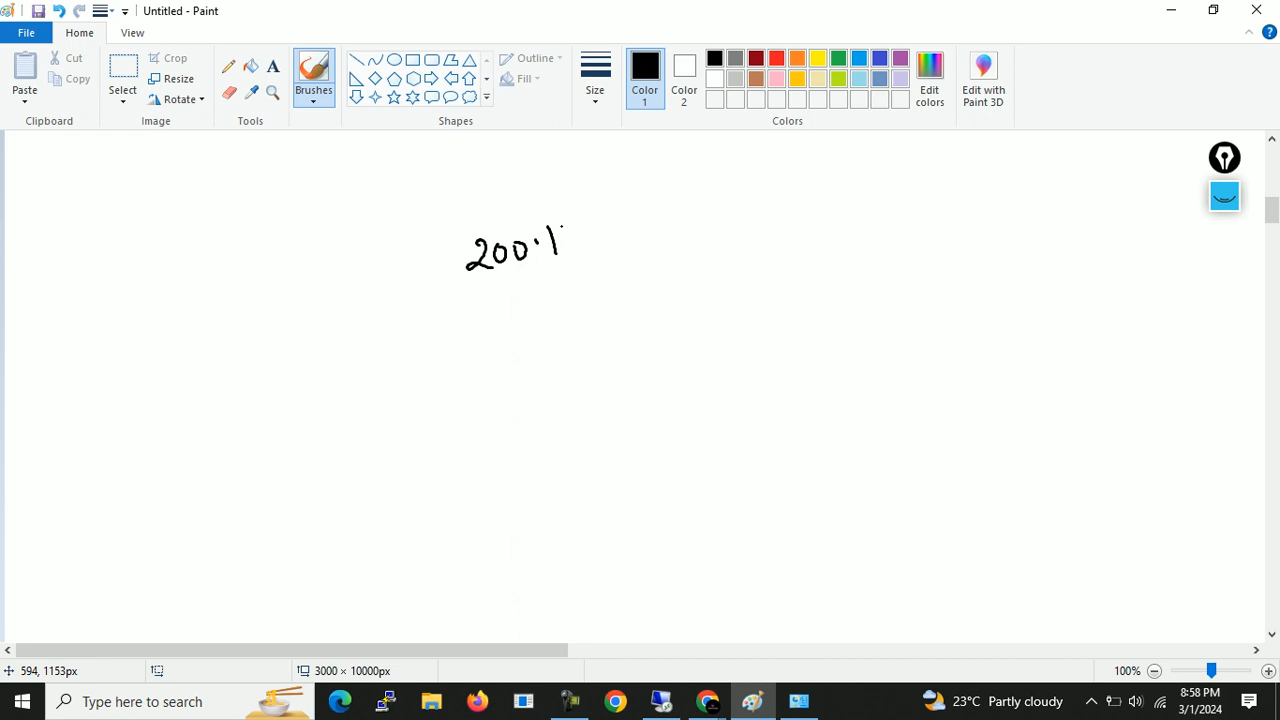 Untitled - Paint
File
Home
View
Paste
Cut
Copy
Clipboard
Select
Crop
Resize
Rotate
Image
A
Tools
Brushes
Outline
Fill
Shapes
Size
Color 1
Color 2
Edit colors
Edit with Paint 3D
Colors
200.1
594, 1153px
3000 × 10000px
100%
Type here to search
23°C Partly cloudy
8:58 PM
3/1/2024